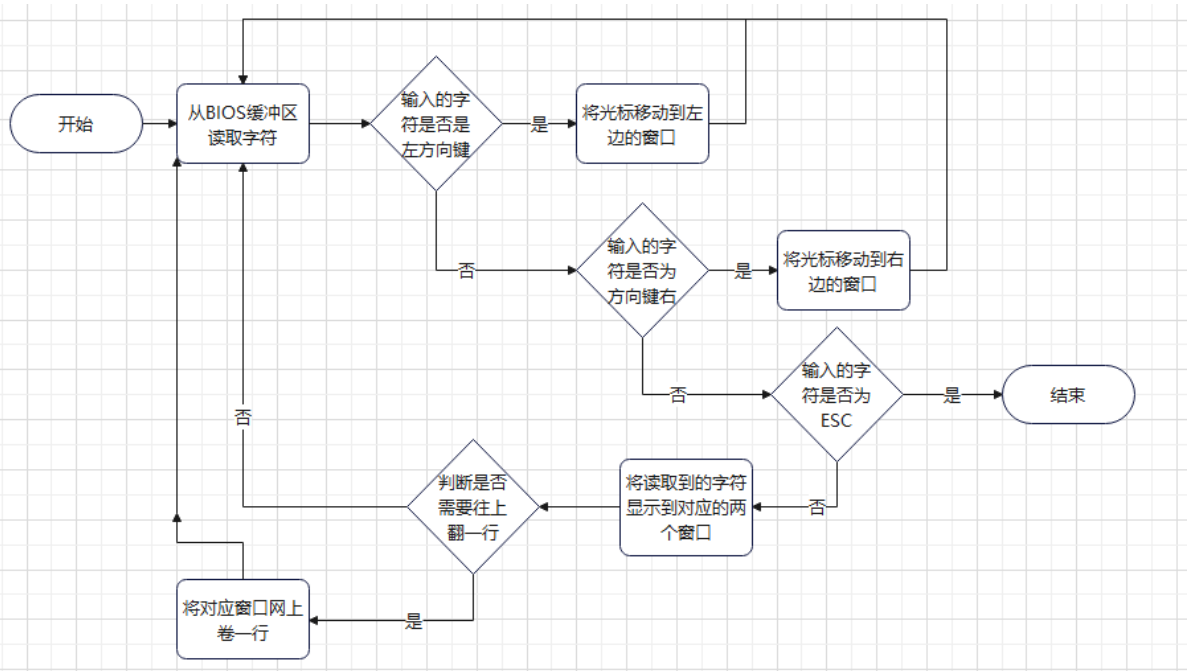 开始
从BIOS缓冲区
读取字符
输入的字
符是否是
左方向键
是
将光标移动到左
边的窗口
否
输入的字
符是否为
方向键右
是
将光标移动到右
边的窗口
否
输入的字
符是否为
ESC
是
结束
否
将读取到的字符
显示到对应的两
个窗口
判断是否
需要往上
翻一行
否
是
将对应窗口网上
卷一行